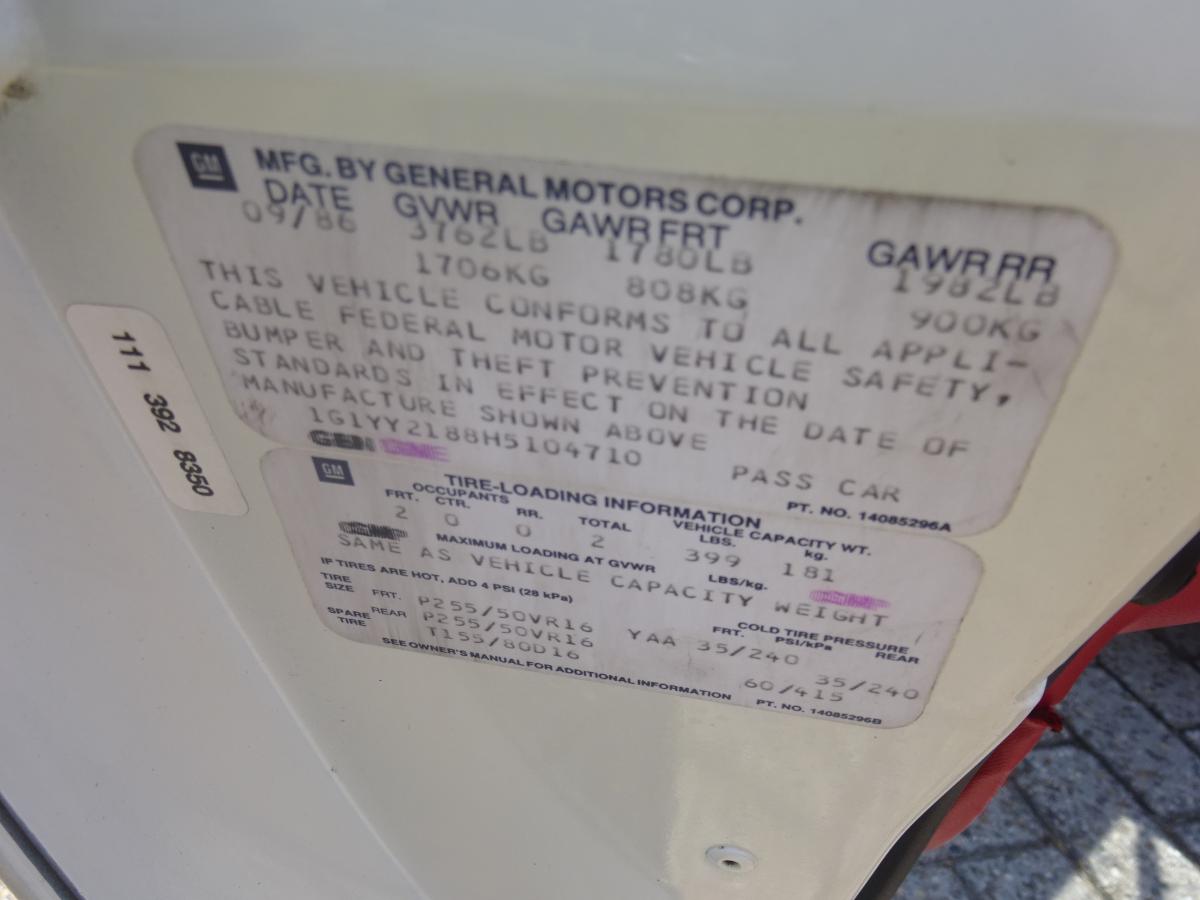 GM MFG. BY GENERAL MOTORS CORP.
DATE GVWR GAWR FRT GAWR RR
09/86 3762LB 1780LB 1982LB
1706KG 808KG 900KG
THIS VEHICLE CONFORMS TO ALL APPLI-
CABLE FEDERAL MOTOR VEHICLE SAFETY,
BUMPER AND THEFT PREVENTION
STANDARDS IN EFFECT ON THE DATE OF
MANUFACTURE SHOWN ABOVE
1G1YY2188H5104710 PASS CAR
PT. NO. 14085296A
111 392 8350
GM TIRE-LOADING INFORMATION
OCCUPANTS VEHICLE CAPACITY WT.
FRT. CTR. RR. TOTAL LBS. kg.
2 0 0 2 399 181
MAXIMUM LOADING AT GVWR LBS/kg.
SAME AS VEHICLE CAPACITY WEIGHT
IF TIRES ARE HOT, ADD 4 PSI (28 kPa)
COLD TIRE PRESSURE
TIRE SIZE FRT. REAR PSI/kPa FRT. REAR
P255/50VR16 YAA 35/240
P255/50VR16 35/240
SPARE TIRE T155/80D16 60/415
SEE OWNER'S MANUAL FOR ADDITIONAL INFORMATION PT. NO. 14085296B